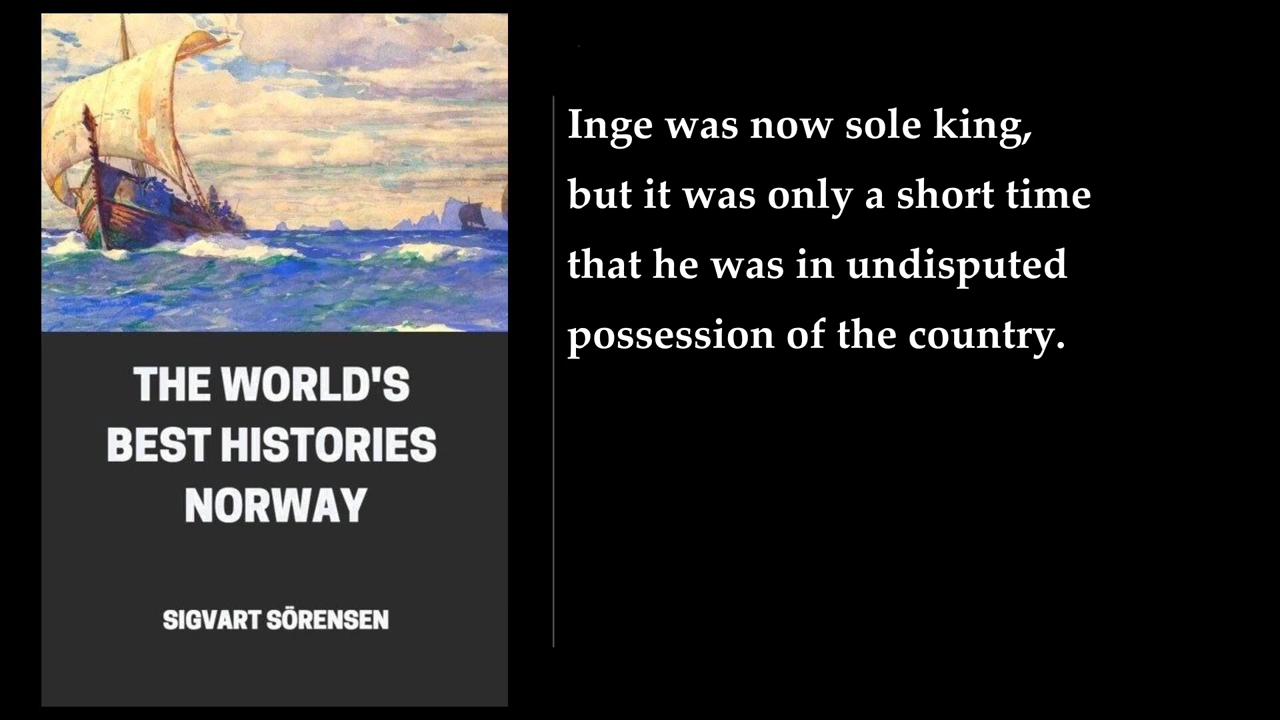 THE WORLD'S
BEST HISTORIES
NORWAY
SIGVART SÖRENSEN
Inge was now sole king,
but it was only a short time
that he was in undisputed
possession of the country.